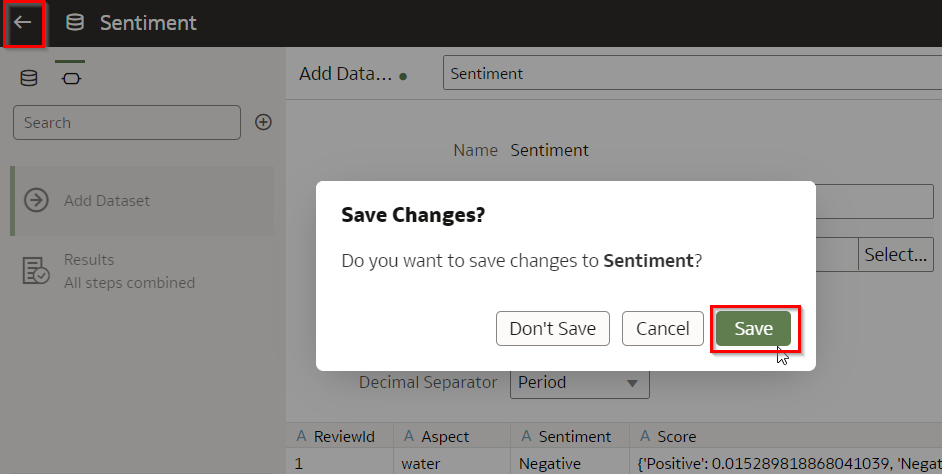 Sentiment
Add Data... Sentiment
Search
Name Sentiment
Add Dataset
Save Changes?
Select...
Do you want to save changes to Sentiment?
Results
All steps combined
Don't Save Cancel Save
Decimal Separator Period
A ReviewId A Aspect A Sentiment A Score
1 water Negative {'Positive': 0.015289818868041039, 'Negat